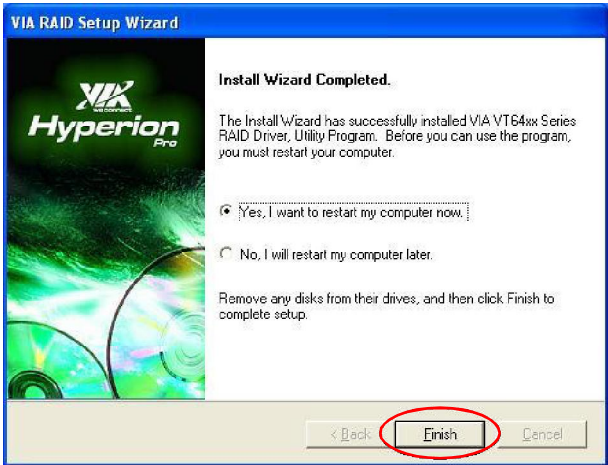 VIA RAID Setup Wizard
VIA
we connect
Hyperion
Pro
Install Wizard Completed.
The Install Wizard has successfully installed VIA VT64xx Series
RAID Driver, Utility Program. Before you can use the program,
you must restart your computer.
Yes, I want to restart my computer now.
No, I will restart my computer later.
Remove any disks from their drives, and then click Finish to
complete setup.
< Back
Finish
Cancel